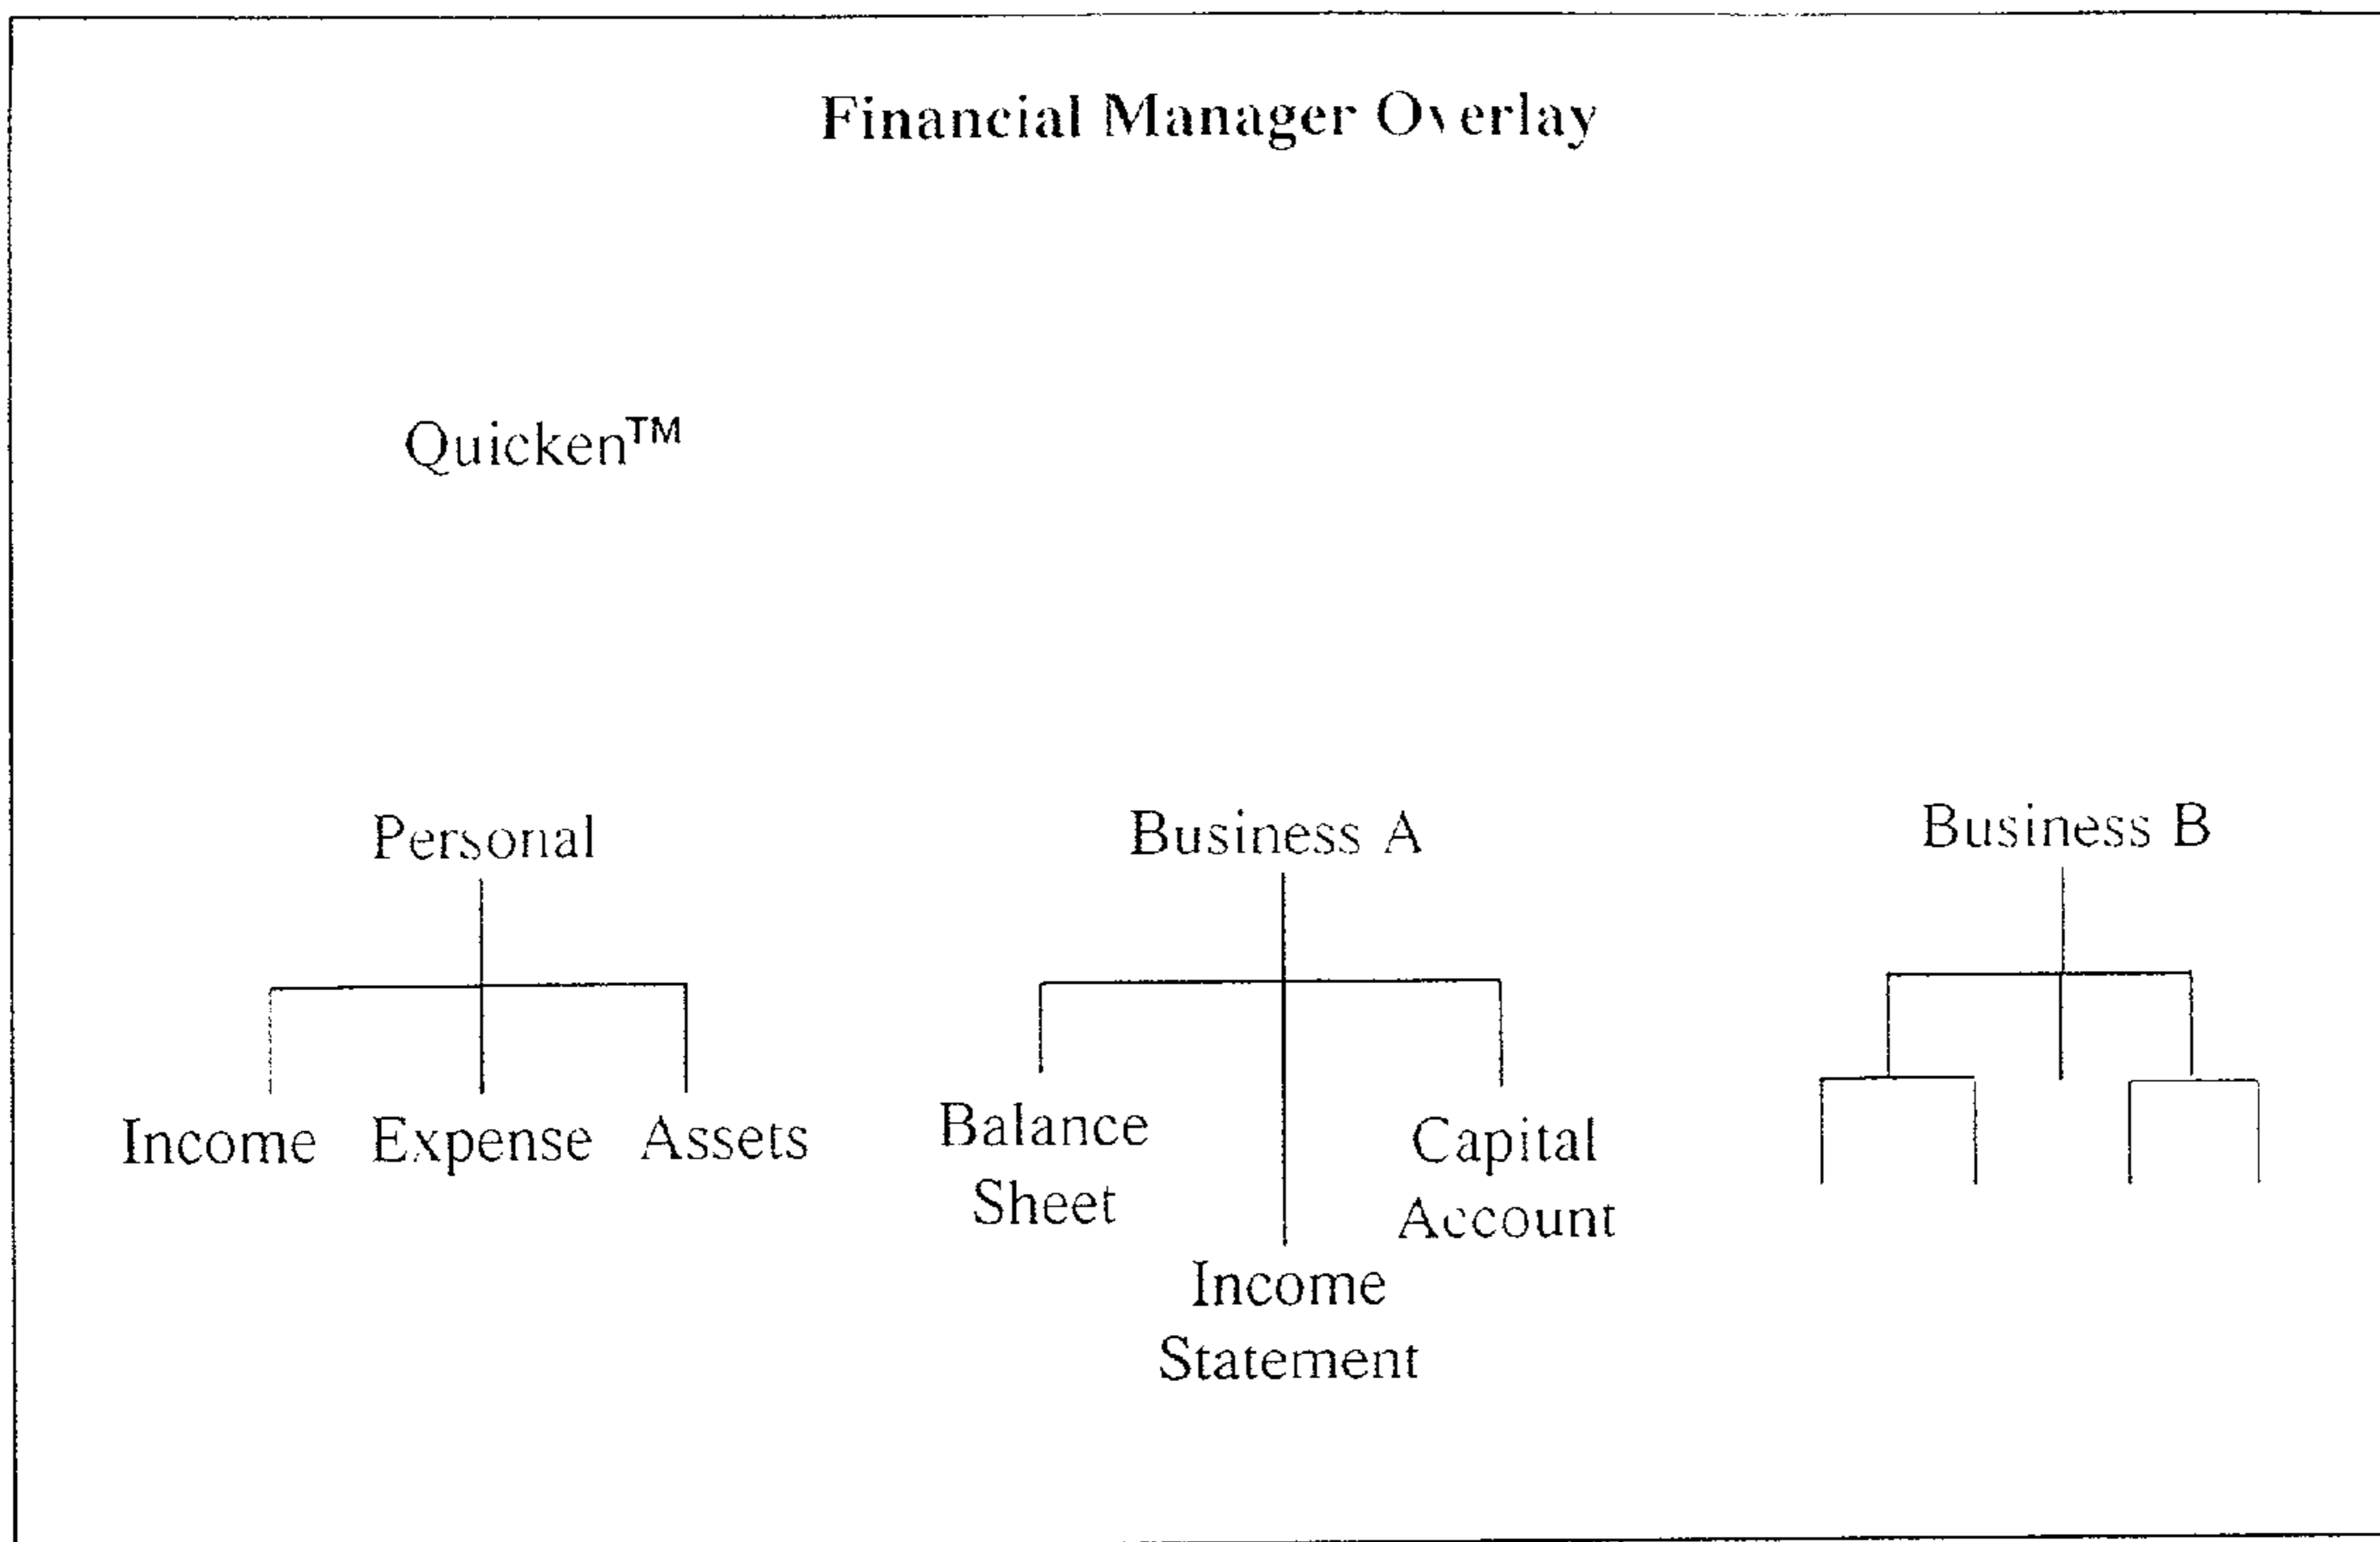 Financial Manager Overlay
Quicken™
Personal
Business A
Business B
Income
Expense
Assets
Balance
Sheet
Income
Statement
Capital
Account